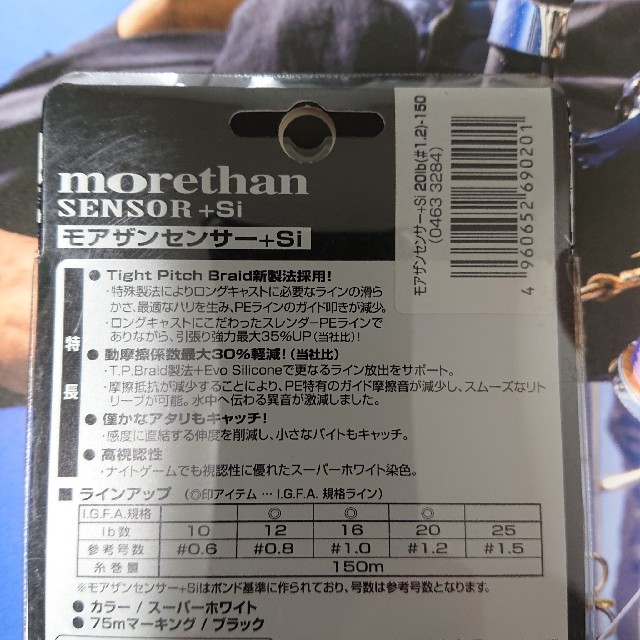 morethan
SENSOR+Si
モアザンセンサー+Si
モアザンセンサー+Si 20lb(#1.2)-150
(0463 3284)
4 960652 690201
特長
● Tight Pitch Braid新製法採用!
・特殊製法によりロングキャストに必要なラインの滑ら
かさ、最適なハリを生み、PEラインのガイド叩きが減少。
・ロングキャストにこだわったスレンダーPEラインで
ありながら、引張り強力最大35%UP(当社比)!
● 動摩擦係数最大30%軽減!(当社比)
・T.P.Braid製法+Evo Siliconeで更なるライン放出をサポート。
・摩擦抵抗が減少することにより、PE特有のガイド摩擦音が減少し、スムーズなリト
リーブが可能。水中へ伝わる異音が激減しました。
● 僅かなアタリもキャッチ!
・感度に直結する伸度を削減し、小さなバイトもキャッチ。
● 高視認性
・ナイトゲームでも視認性に優れたスーパーホワイト染色。
■ ラインアップ (◎印アイテム … I.G.F.A. 規格ライン)
I.G.F.A.規格 ◎ ◎ ◎
lb数 10 12 16 20 25
参考号数 #0.6 #0.8 #1.0 #1.2 #1.5
糸巻量 150m
※モアザンセンサー+Siはポンド基準に作られており、号数は参考号数となります。
● カラー / スーパーホワイト
● 75mマーキング / ブラック